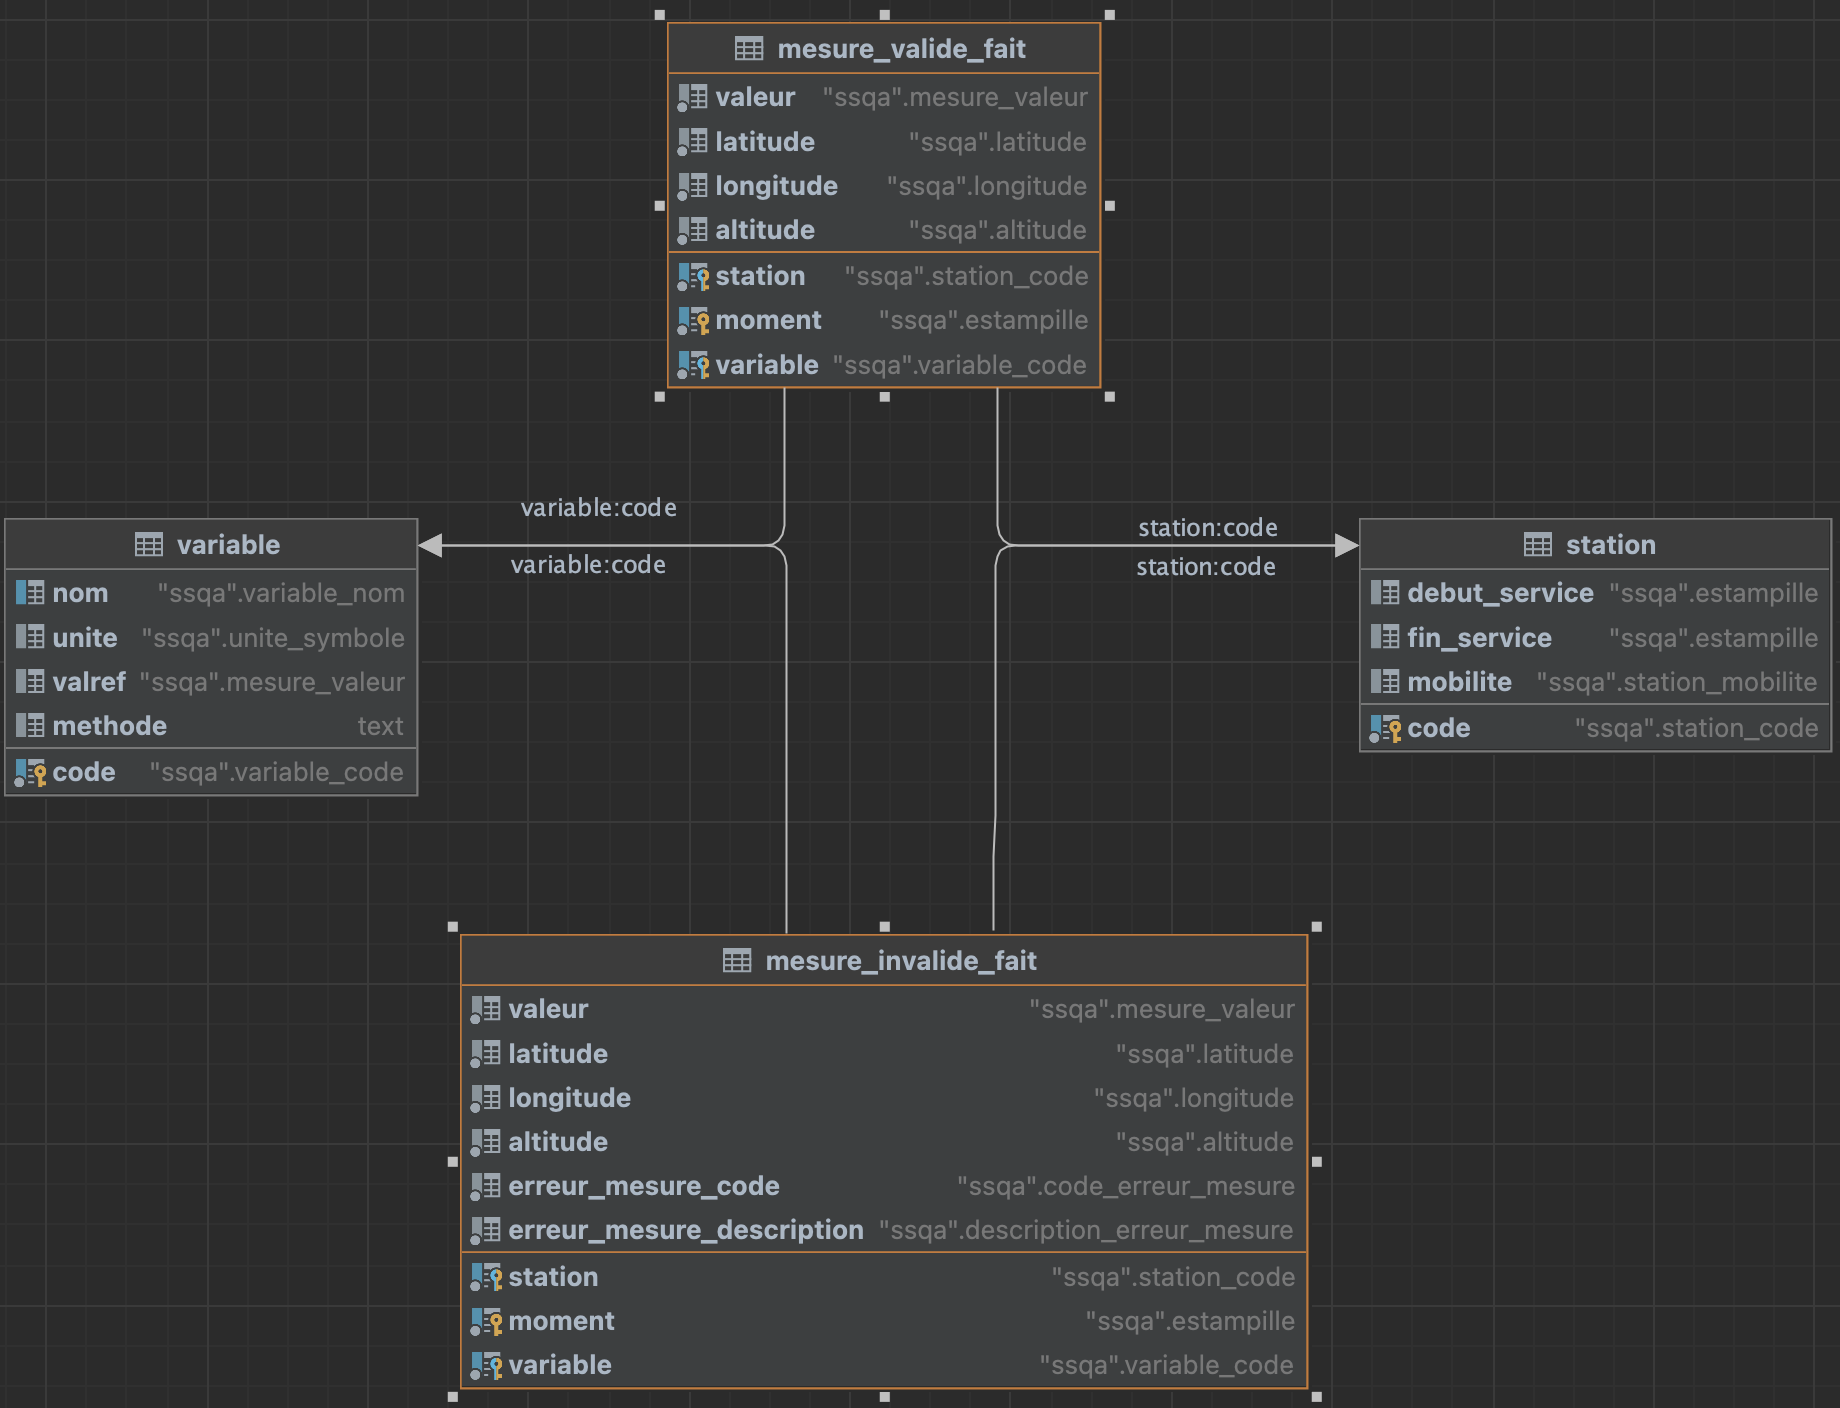 mesure_valide_fait
valeur "ssqa".mesure_valeur
latitude "ssqa".latitude
longitude "ssqa".longitude
altitude "ssqa".altitude
station "ssqa".station_code
moment "ssqa".estampille
variable "ssqa".variable_code
variable:code
variable:code
station:code
station:code
variable
nom "ssqa".variable_nom
unite "ssqa".unite_symbole
valref "ssqa".mesure_valeur
methode text
code "ssqa".variable_code
station
debut_service "ssqa".estampille
fin_service "ssqa".estampille
mobilite "ssqa".station_mobilite
code "ssqa".station_code
mesure_invalide_fait
valeur "ssqa".mesure_valeur
latitude "ssqa".latitude
longitude "ssqa".longitude
altitude "ssqa".altitude
erreur_mesure_code "ssqa".code_erreur_mesure
erreur_mesure_description "ssqa".description_erreur_mesure
station "ssqa".station_code
moment "ssqa".estampille
variable "ssqa".variable_code